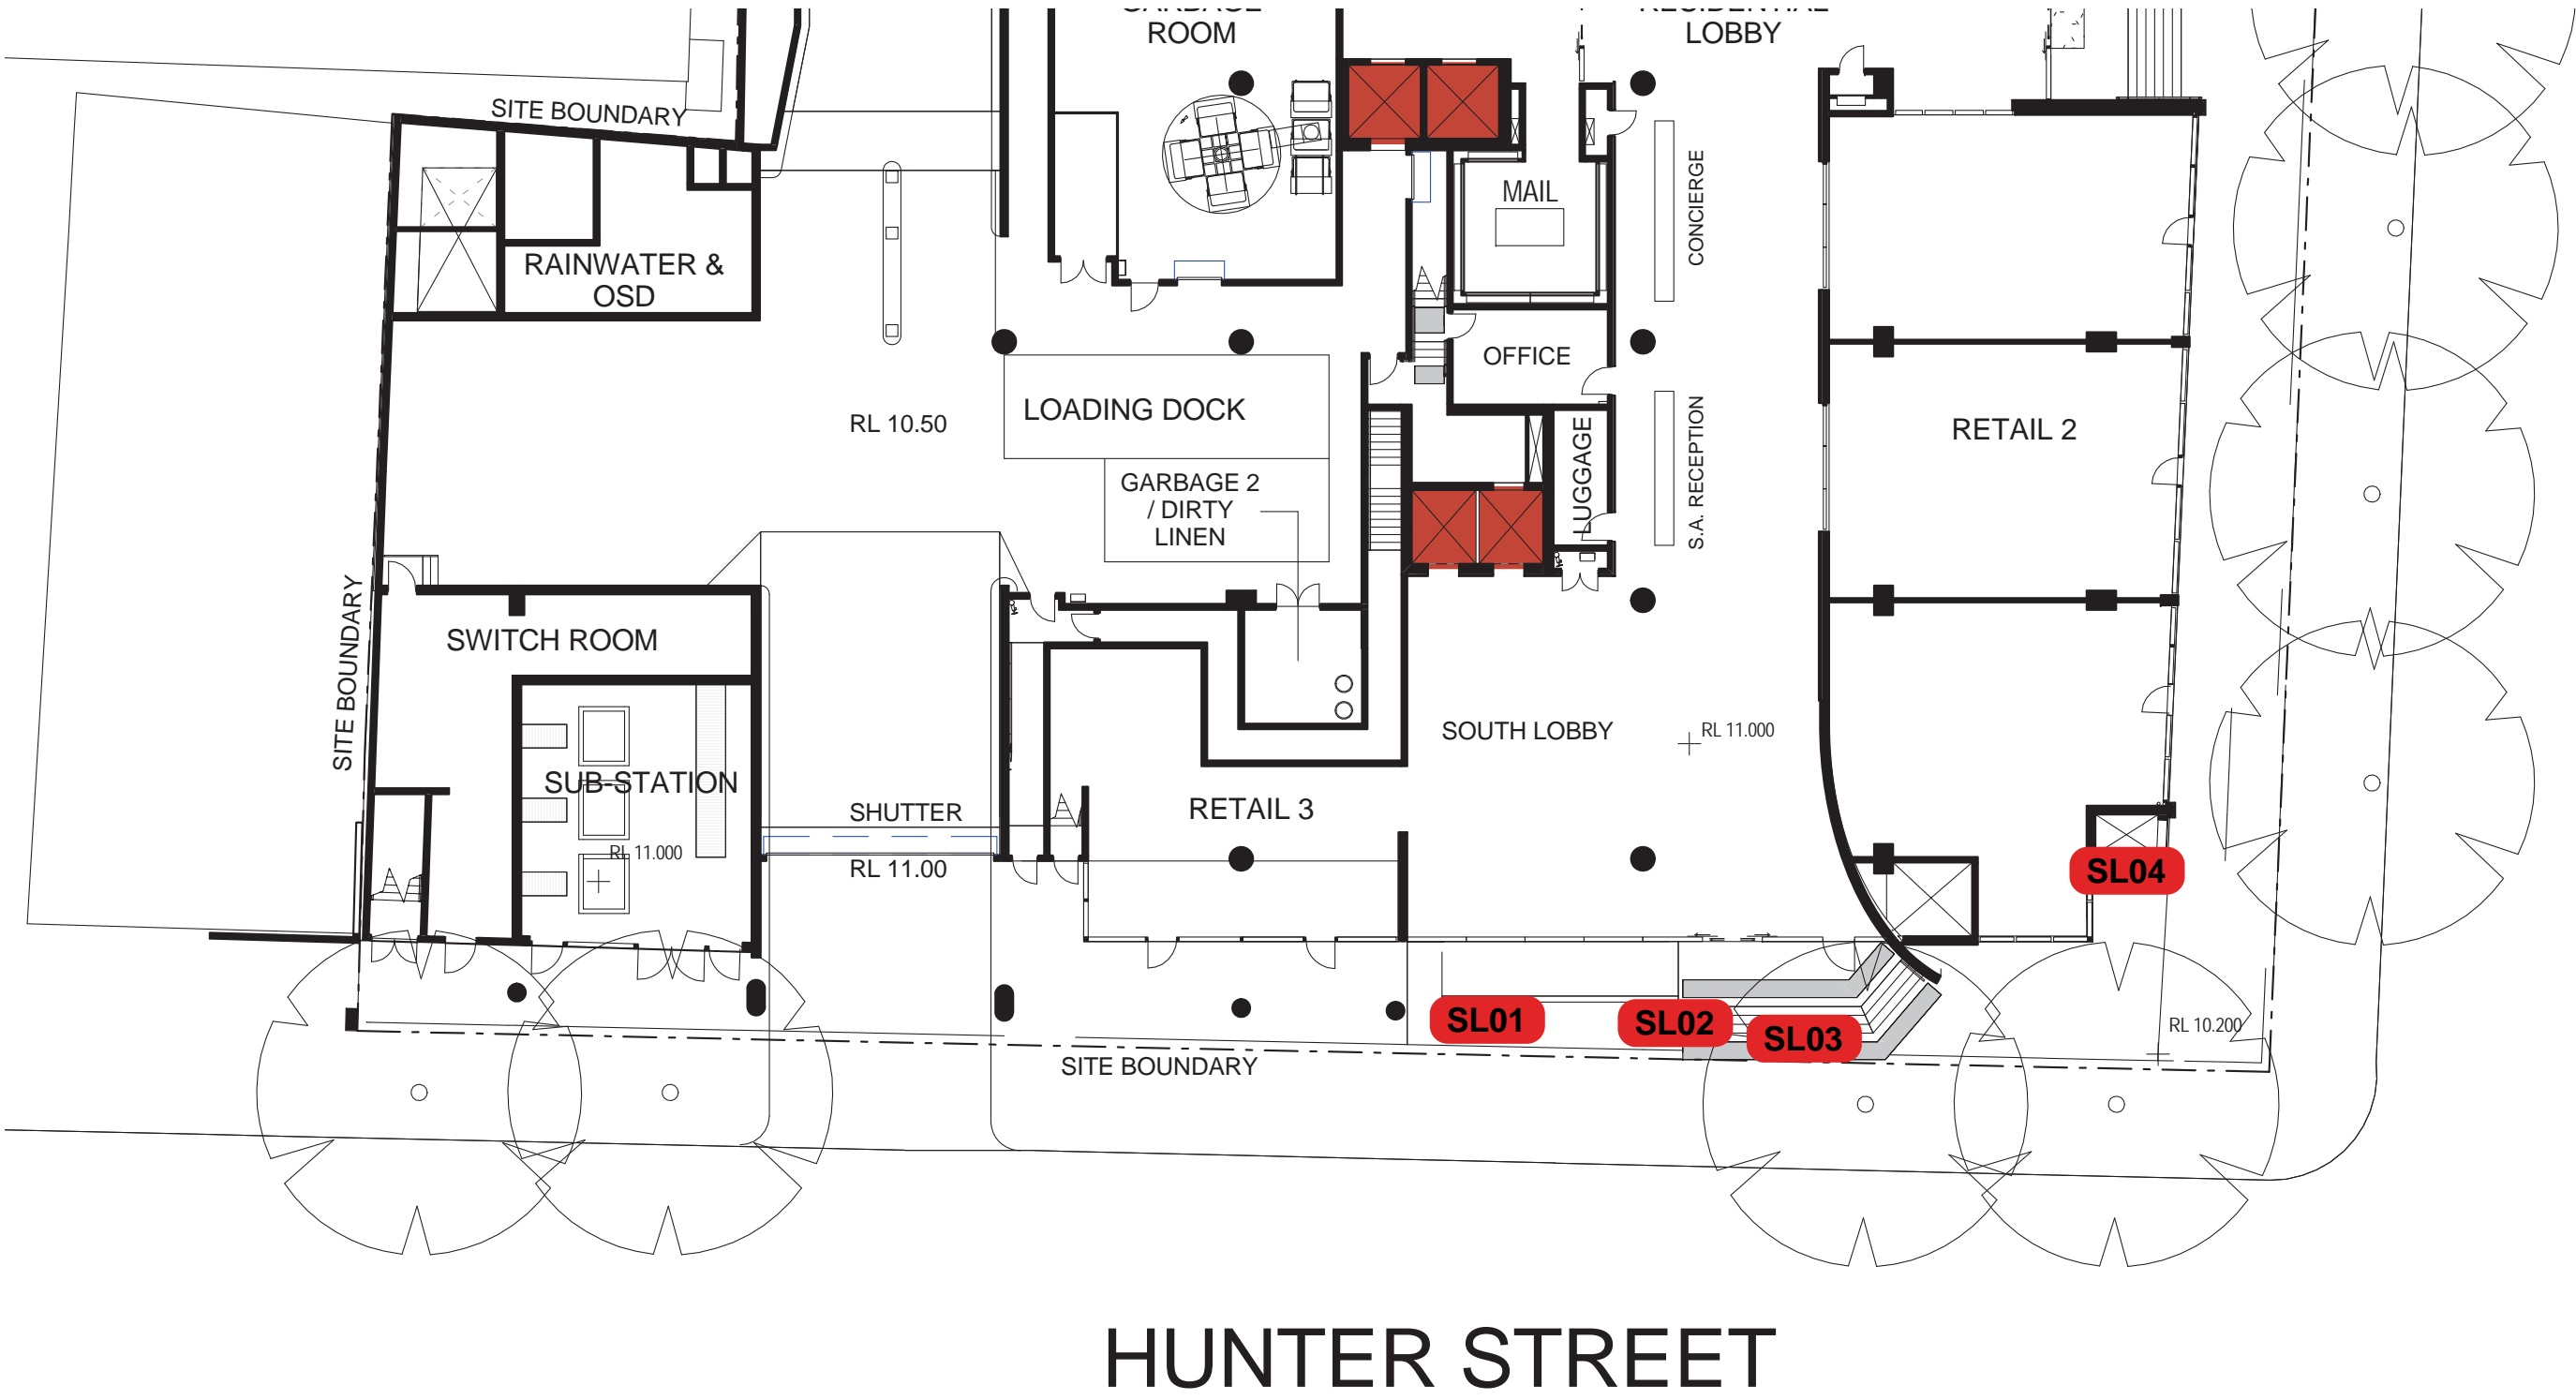 GARBAGE
ROOM
RESIDENTIAL
LOBBY
SITE BOUNDARY
MAIL
CONCIERGE
RAINWATER &
OSD
OFFICE
LOADING DOCK
RL 10.50
RETAIL 2
LUGGAGE
S.A. RECEPTION
GARBAGE 2
/ DIRTY
LINEN
SITE BOUNDARY
SWITCH ROOM
SOUTH LOBBY
RL 11.000
SUB-STATION
SHUTTER
RETAIL 3
RL 11.000
RL 11.00
SL04
SL01
SL02
SL03
RL 10.200
SITE BOUNDARY
HUNTER STREET